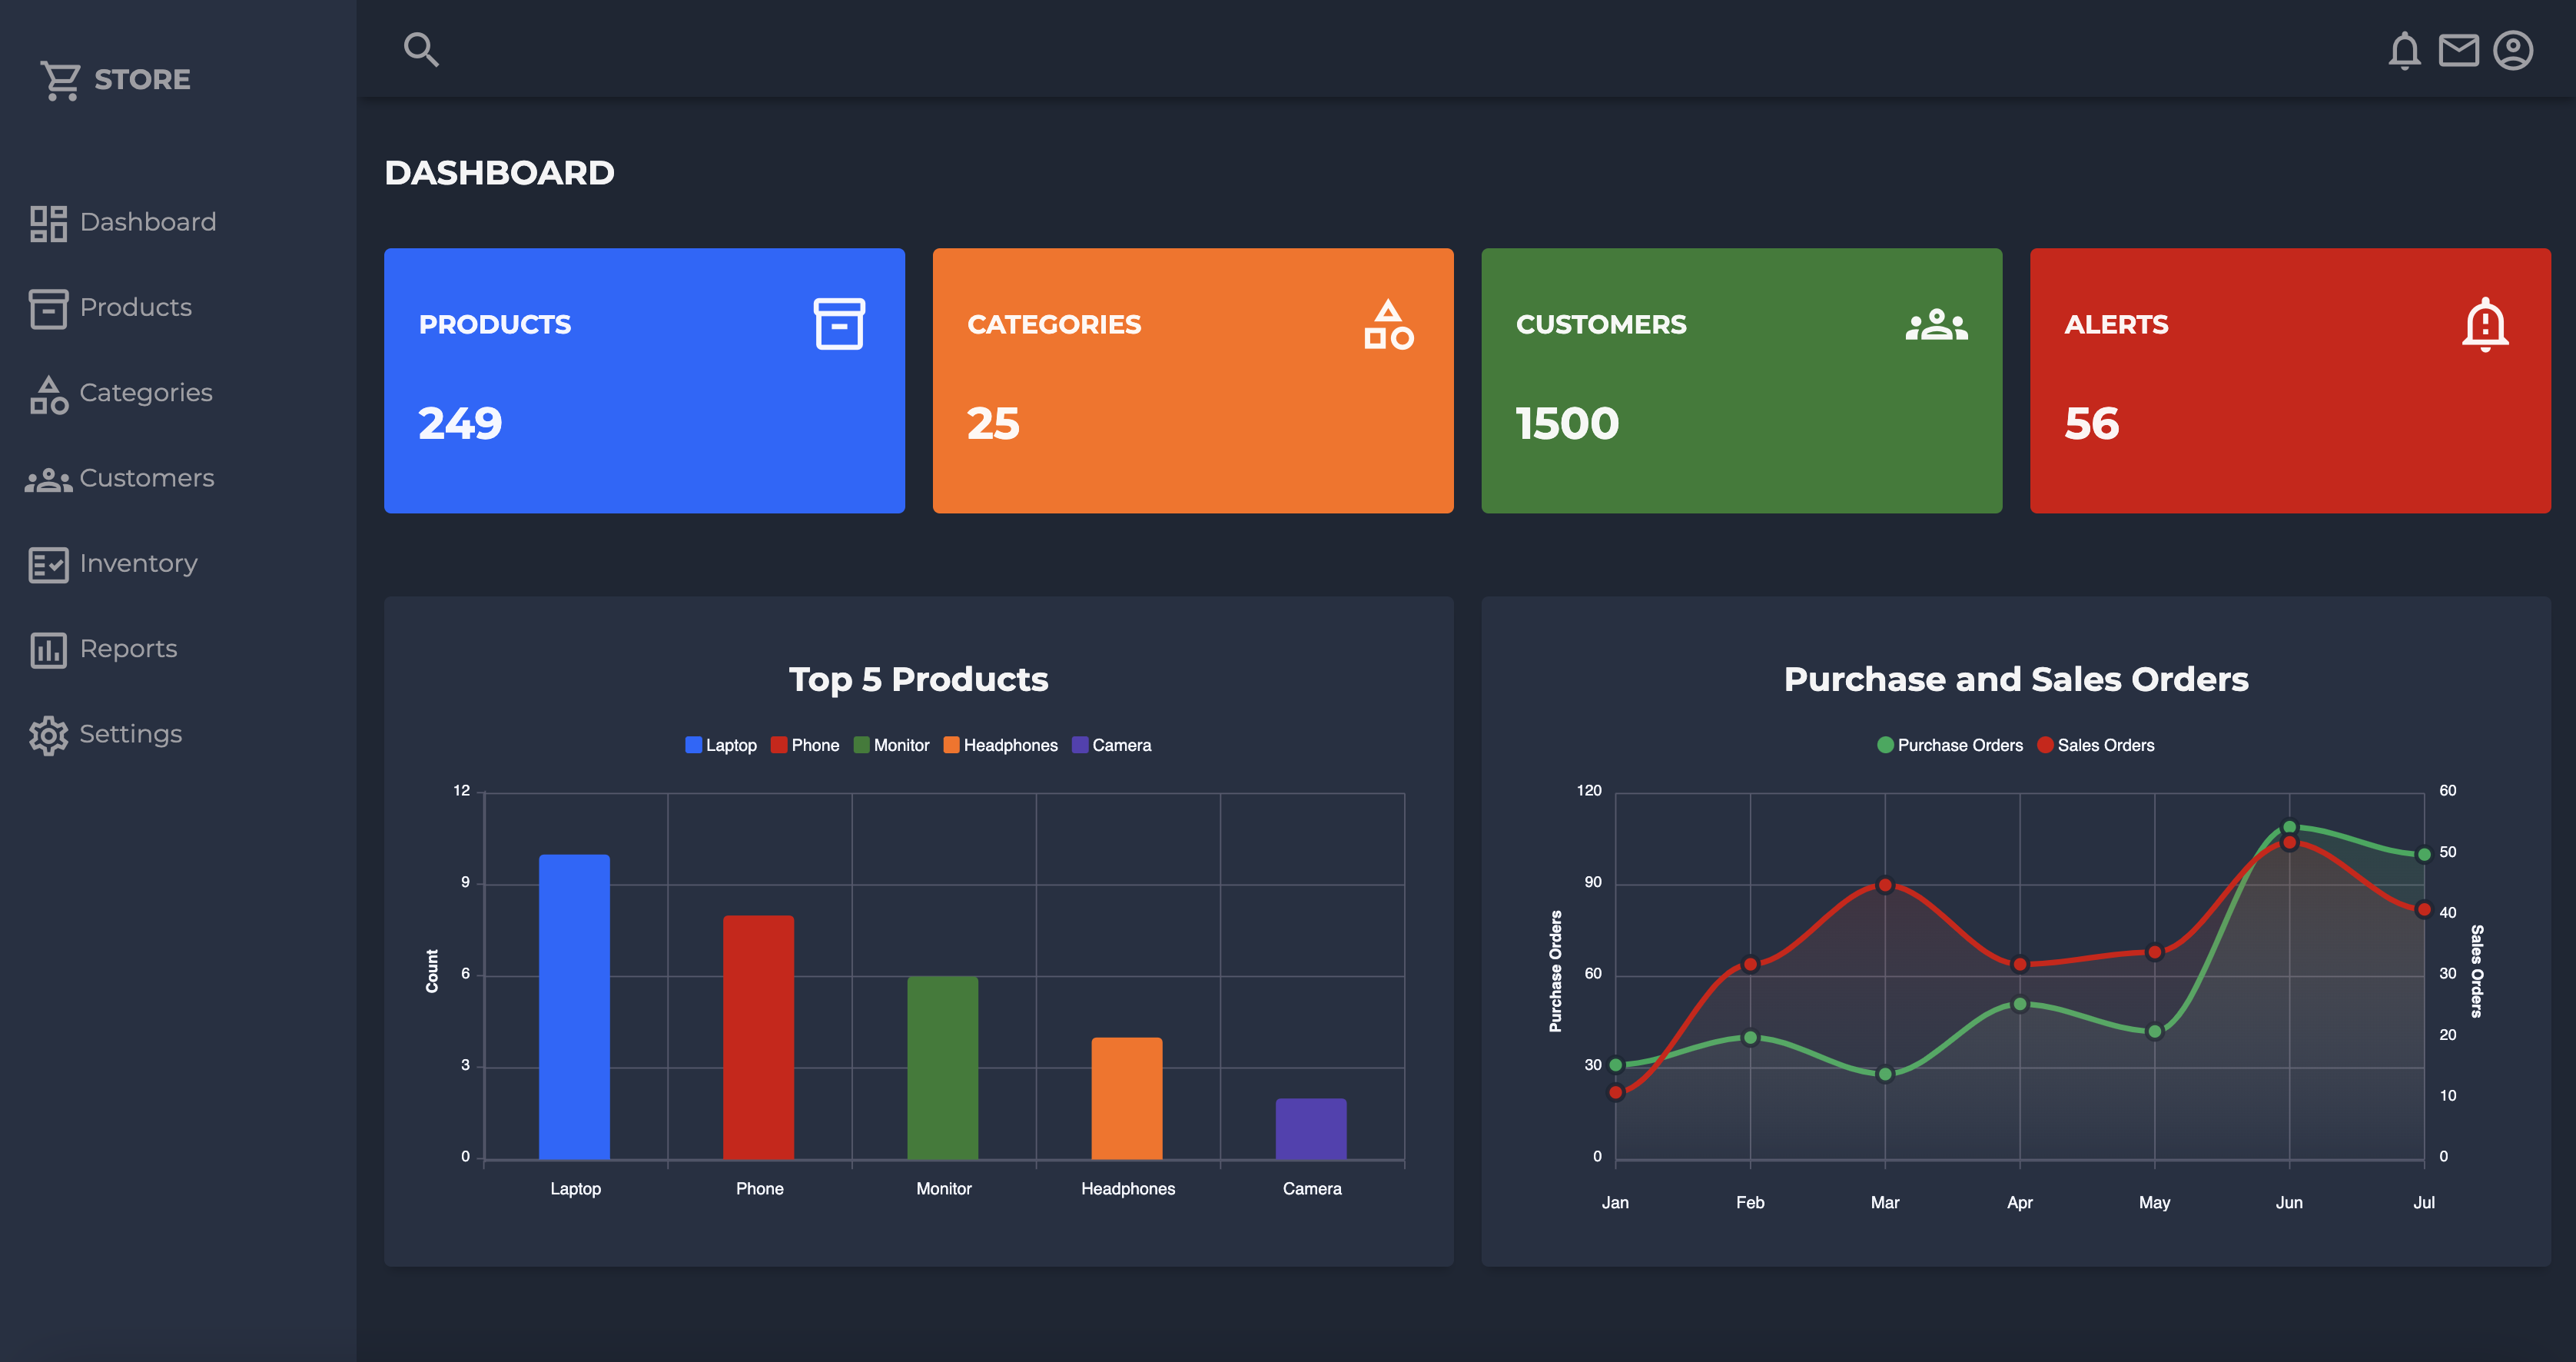 STORE
Dashboard
Products
Categories
Customers
Inventory
Reports
Settings
DASHBOARD
PRODUCTS
249
CATEGORIES
25
CUSTOMERS
1500
ALERTS
56
Top 5 Products
Laptop Phone Monitor Headphones Camera
12
9
6
3
0
Count
Laptop Phone Monitor Headphones Camera
Purchase and Sales Orders
Purchase Orders Sales Orders
120
90
60
30
0
Purchase Orders
60
50
40
30
20
10
0
Sales Orders
Jan Feb Mar Apr May Jun Jul